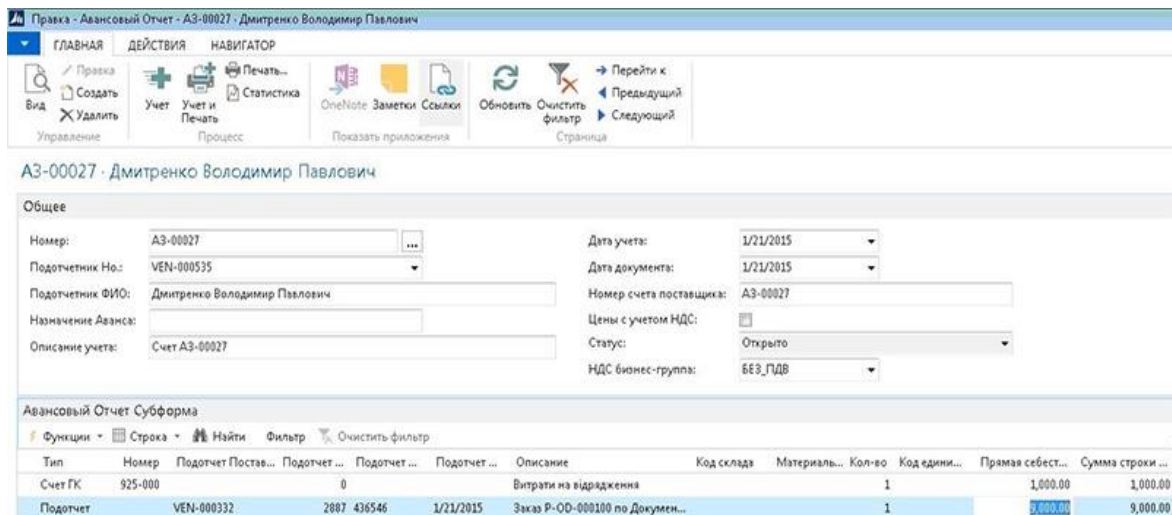 Правка - Авансовый Отчет - АЗ-00027 · Дмитренко Володимир Павлович
ГЛАВНАЯ ДЕЙСТВИЯ НАВИГАТОР
Вид Правка Создать Удалить Учет Учет и Печать Печать... Статистика OneNote Заметки Ссылки Обновить Очистить фильтр Перейти к Предыдущий Следующий
Управление Процесс Показать приложения Страница
АЗ-00027 · Дмитренко Володимир Павлович
Общее
Номер: АЗ-00027 ... Дата учета: 1/21/2015
Подотчетник Но.: VEN-000535 Дата документа: 1/21/2015
Подотчетник ФИО: Дмитренко Володимир Павлович Номер счета поставщика: АЗ-00027
Назначение Аванса: Цены с учетом НДС:
Описание учета: Счет АЗ-00027 Статус: Открыто
НДС бизнес-группа: БЕЗ_ПДВ
Авансовый Отчет Субформа
Функции Строка Найти Фильтр Очистить фильтр
Тип Номер Подотчет Постав... Подотчет ... Подотчет ... Подотчет ... Описание Код склада Материаль... Кол-во Код едини... Прямая себест... Сумма строки ...
Счет ГК 925-000 0 Витрати на відрядження 1 1,000.00 1,000.00
Подотчет VEN-000332 2887 436546 1/21/2015 Заказ P-OD-000100 по Докумен... 1 9,000.00 9,000.00